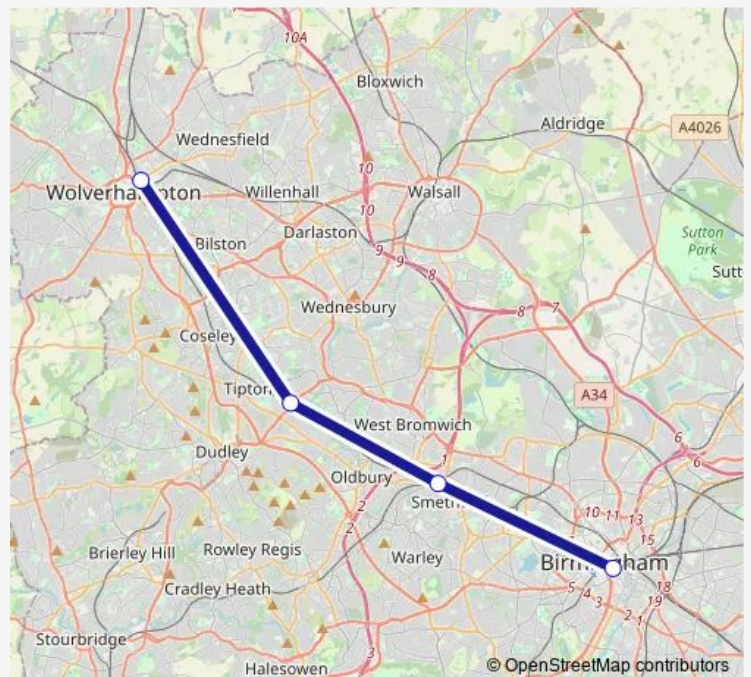 10A
Bloxwich
Aldridge
A4026
Wednesfield
10
Wolverhampton
Willenhall
Walsall
10
Darlaston
Sutton
Park
Bilston
9
9
8
Sutt
Wednesbury
8
7
Coseley
Tipton
A34
West Bromwich
6
6
Dudley
1
Oldbury
2
Smeth
10
11
13
2
15
Brierley Hill
Rowley Regis
Warley
Birmingham
5
4
3
18
19
2
1
Cradley Heath
Stourbridge
3
Halesowen
© OpenStreetMap contributors